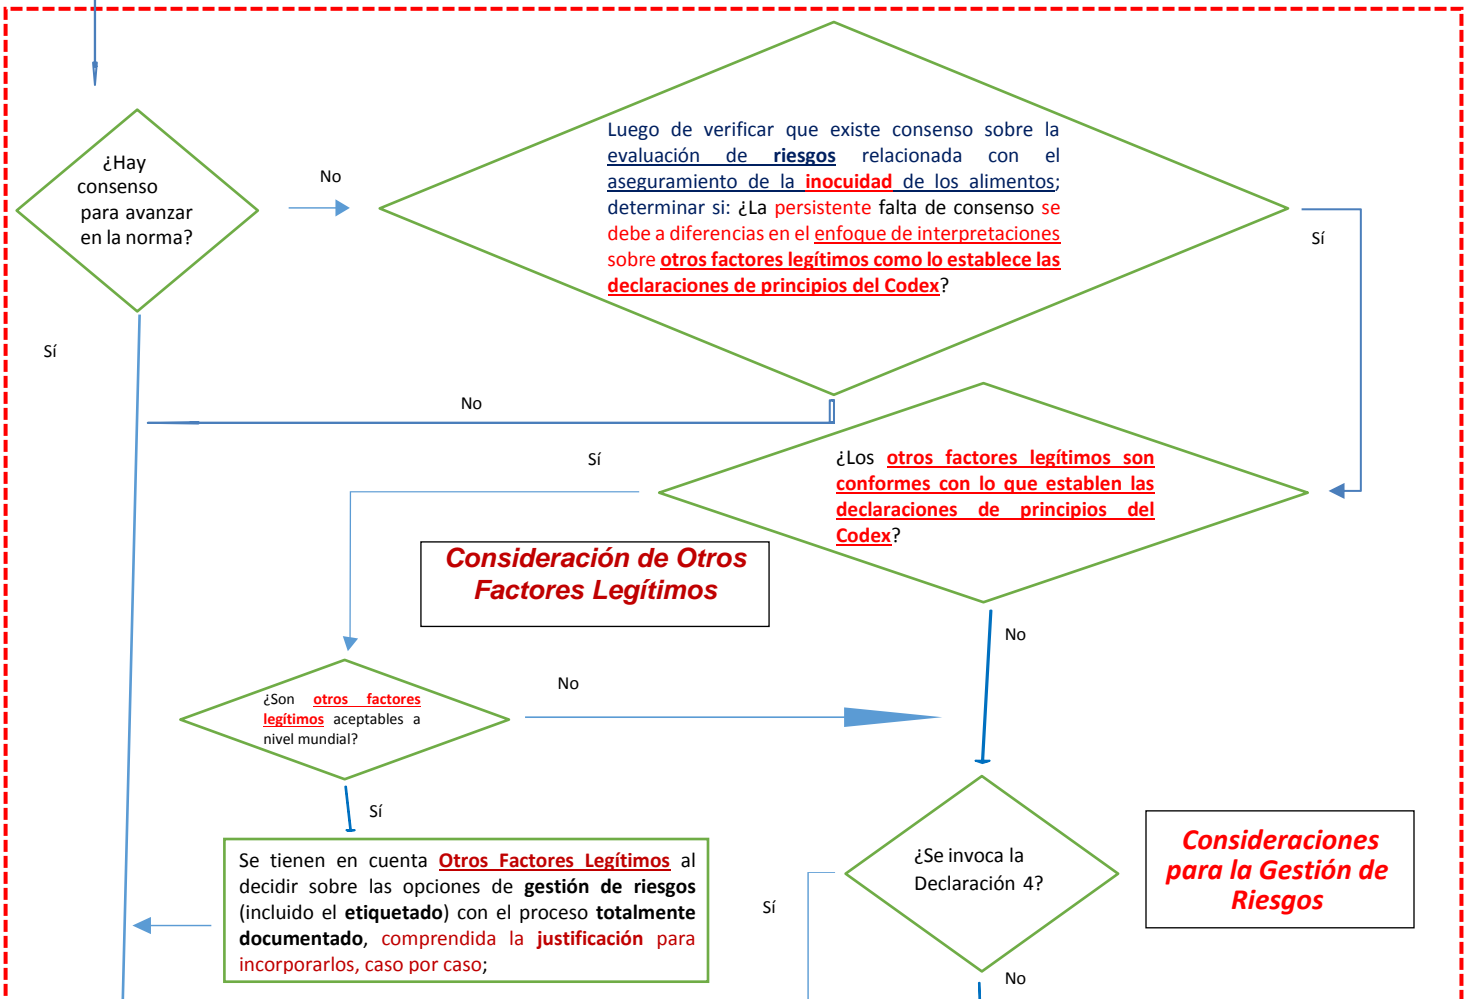 ¿Hay
consenso
para avanzar
en la norma?
No
Luego de verificar que existe consenso sobre la
evaluación de riesgos relacionada con el
aseguramiento de la inocuidad de los alimentos;
determinar si: ¿La persistente falta de consenso se
debe a diferencias en el enfoque de interpretaciones
sobre otros factores legítimos como lo establece las
declaraciones de principios del Codex?
Sí
Sí
No
Sí
¿Los otros factores legítimos son
conformes con lo que establen las
declaraciones de principios del
Codex?
Consideración de Otros
Factores Legítimos
No
¿Son otros factores
legítimos aceptables a
nivel mundial?
No
Sí
Se tienen en cuenta Otros Factores Legítimos al
decidir sobre las opciones de gestión de riesgos
(incluido el etiquetado) con el proceso totalmente
documentado, comprendida la justificación para
incorporarlos, caso por caso;
¿Se invoca la
Declaración 4?
Sí
No
Consideraciones
para la Gestión de
Riesgos